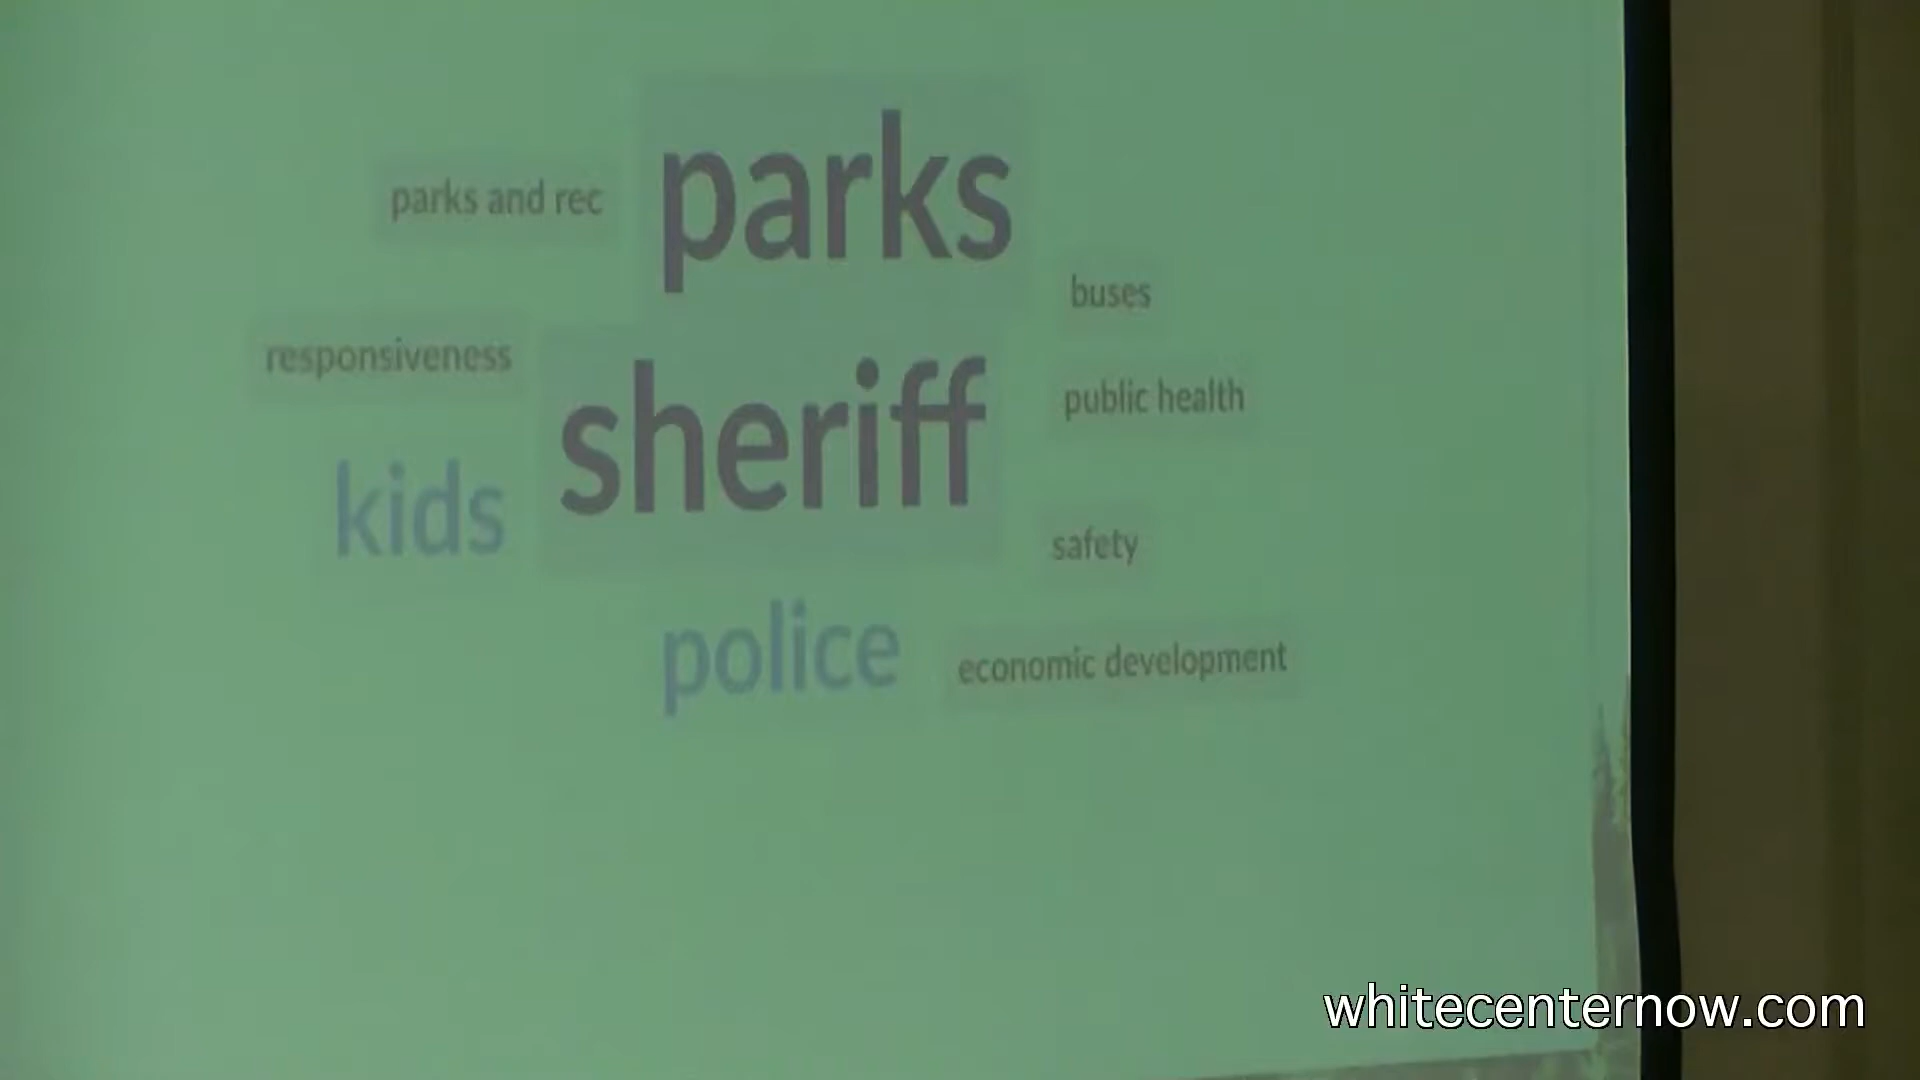 parks
parks and rec
buses
responsiveness
sheriff
public health
kids
safety
police
economic development
whitecenternow.com